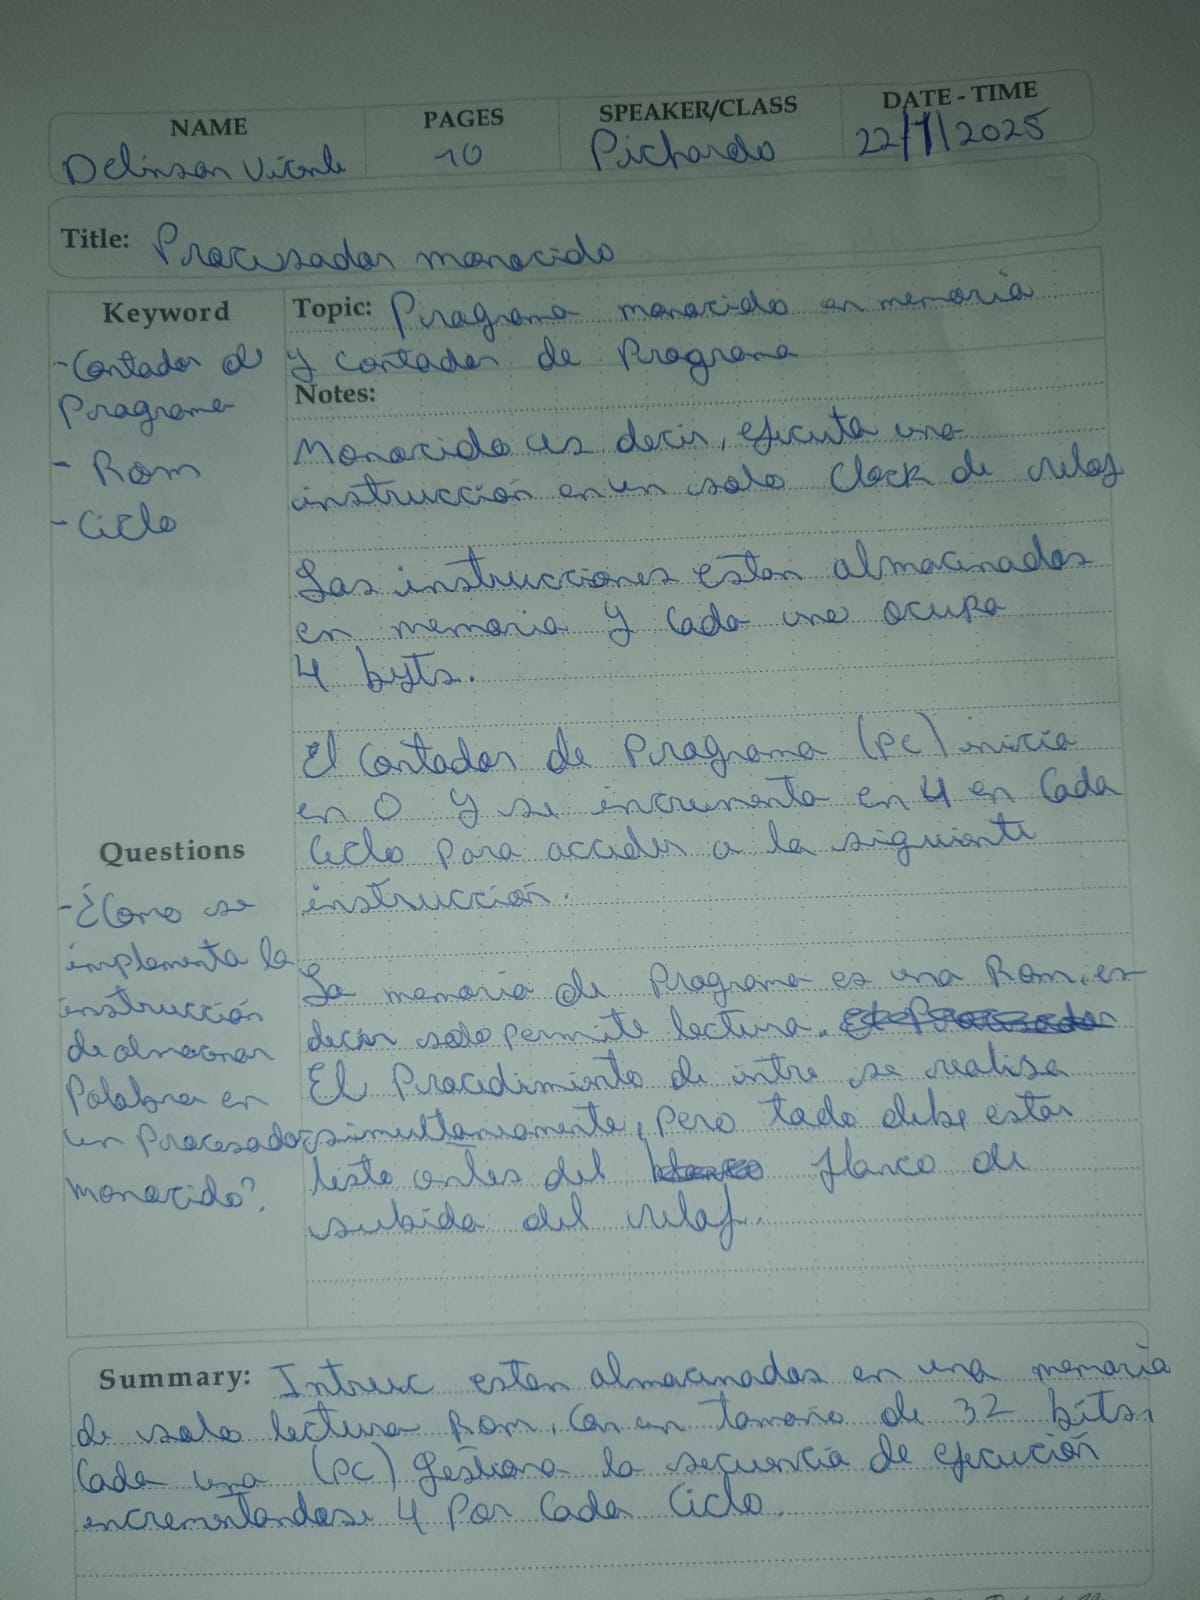 NAME PAGES SPEAKER/CLASS DATE - TIME
Delinson Vicente 10 Pichardo 22/7/2025
Title: Procesador monociclo
Keyword
- Contador de
Programa
- Rom
- Ciclo
Topic: Programa monociclo en memoria
y contador de Programa
Notes:
Monociclo es decir, ejecuta una
instrucción en un solo Clock de reloj
Las instrucciones estan almacenadas
en memoria y cada una ocupa
4 byts.
El Contador de Programa (PC) inicia
en 0 y se incrementa en 4 en Cada
Ciclo para acceder a la siguiente
instrucción.
La memoria de Programa es una Rom, es
decir solo permite lectura.
El Procedimiento de intre se realisa
simultaneamente, pero todo debe estar
listo antes del flanco de
subida del reloj.
Questions
- ¿Como se
implementa la
instrucción
de almacenar
Palabra en
un Procesador
monociclo?
Summary: Intruc estan almacenadas en una memoria
de solo lectura Rom, Con un tamaño de 32 bits,
Cada una (PC) gestiona la secuencia de ejecución
encrementandose 4 Por Cada Ciclo.